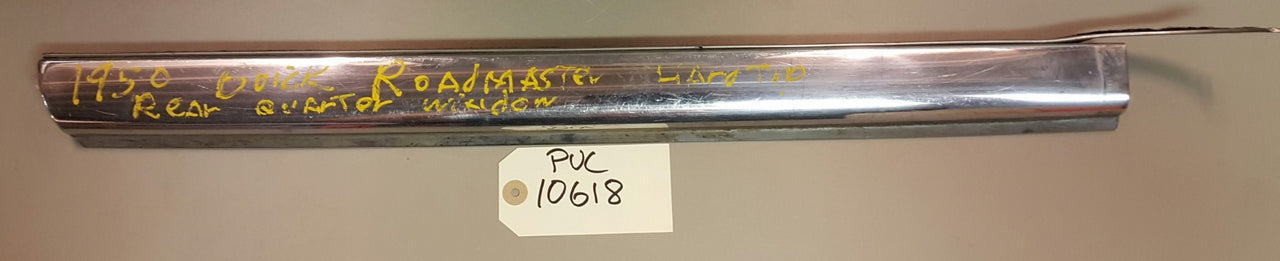 1950 BUICK ROADMASTER HARDTOP
REAR QUARTER WINDOW
PUC
10618